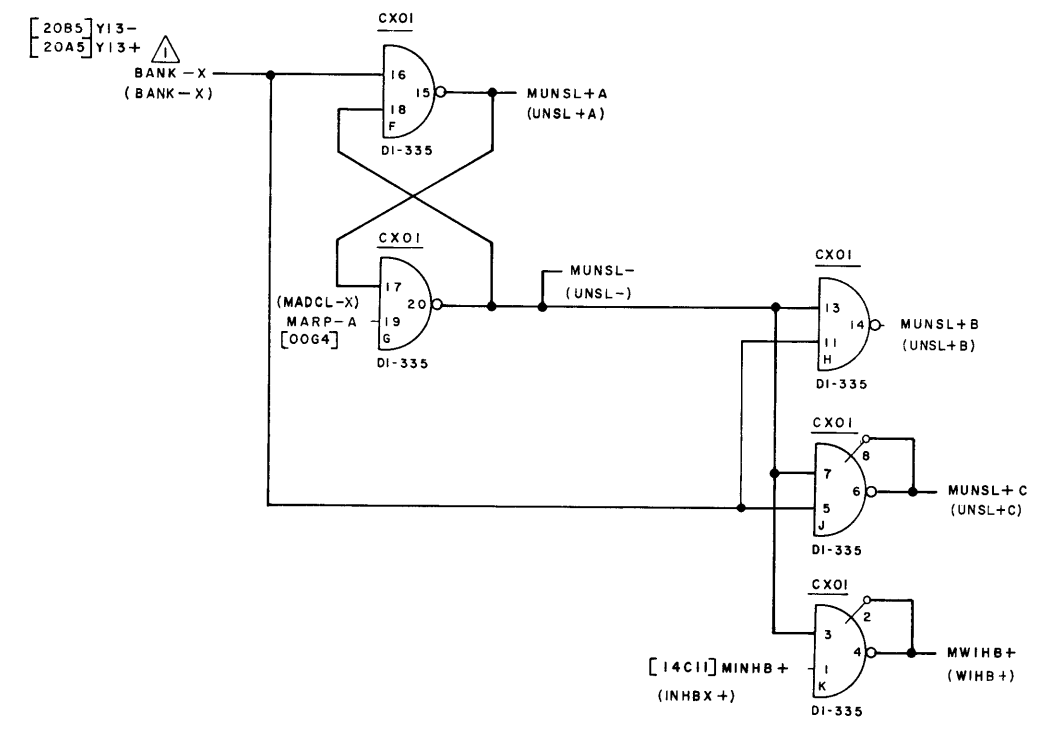 [20B5] Y13-
[20A5] Y13+
1
BANK-X
(BANK-X)
CX01
16
15
18
F
DI-335
MUNSL+A
(UNSL+A)
CX01
17
20
19
G
DI-335
(MADCL-X)
MARP-A
[00G4]
MUNSL-
(UNSL-)
CX01
13
14
11
H
DI-335
MUNSL+B
(UNSL+B)
CX01
8
7
6
5
J
DI-335
MUNSL+C
(UNSL+C)
CX01
2
3
4
1
K
DI-335
[14C11] MINHB+
(INHBX+)
MWIHB+
(WIHB+)